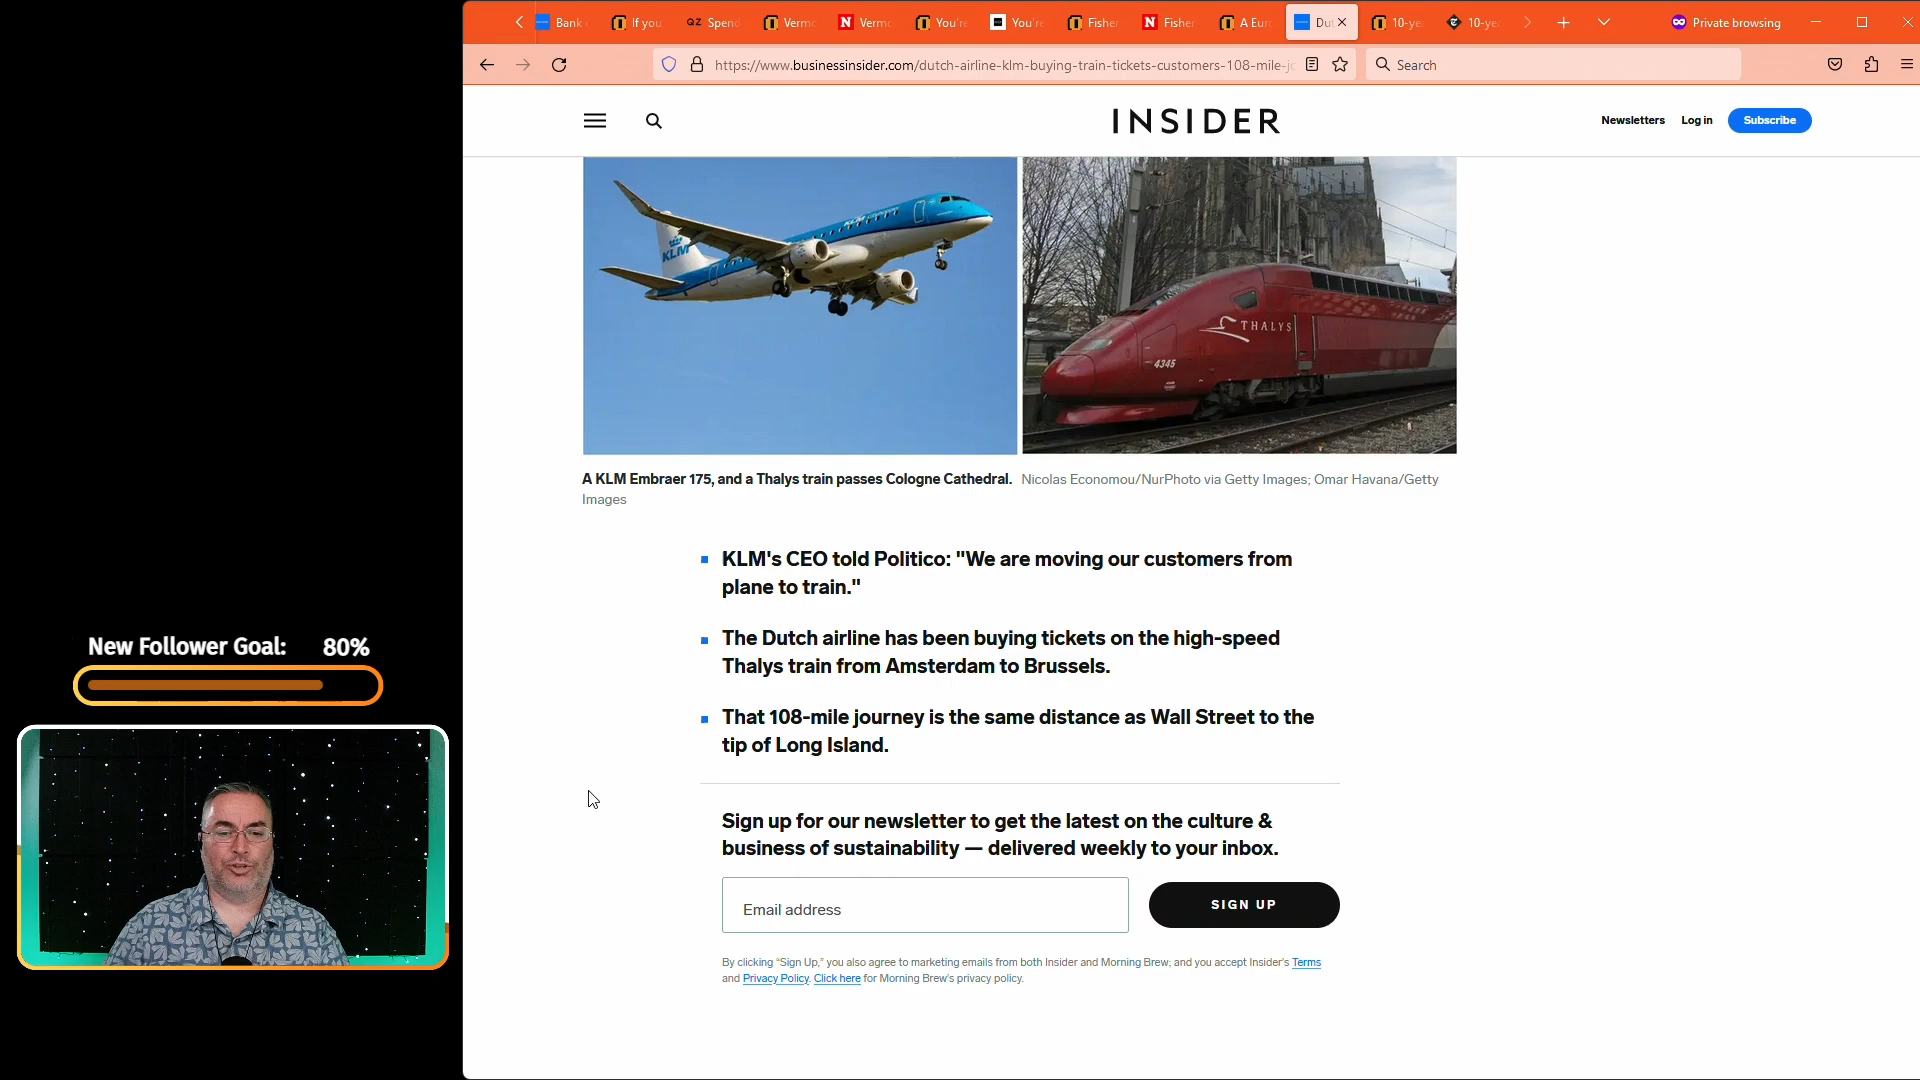 Bank
If you
QZ Spend
Vermo
N Vermo
You're
You're
Fisher
N Fisher
A Eur
Dut
10-ye
10-ye
Private browsing
https://www.businessinsider.com/dutch-airline-klm-buying-train-tickets-customers-108-mile-j
Search
INSIDER
Newsletters
Log in
Subscribe
KLM
KLM
THALYS
4345
A KLM Embraer 175, and a Thalys train passes Cologne Cathedral. Nicolas Economou/NurPhoto via Getty Images; Omar Havana/Getty
Images
KLM's CEO told Politico: "We are moving our customers from
plane to train."
The Dutch airline has been buying tickets on the high-speed
Thalys train from Amsterdam to Brussels.
That 108-mile journey is the same distance as Wall Street to the
tip of Long Island.
Sign up for our newsletter to get the latest on the culture &
business of sustainability — delivered weekly to your inbox.
Email address
SIGN UP
By clicking "Sign Up," you also agree to marketing emails from both Insider and Morning Brew; and you accept Insider's Terms
and Privacy Policy. Click here for Morning Brew's privacy policy.
New Follower Goal: 80%